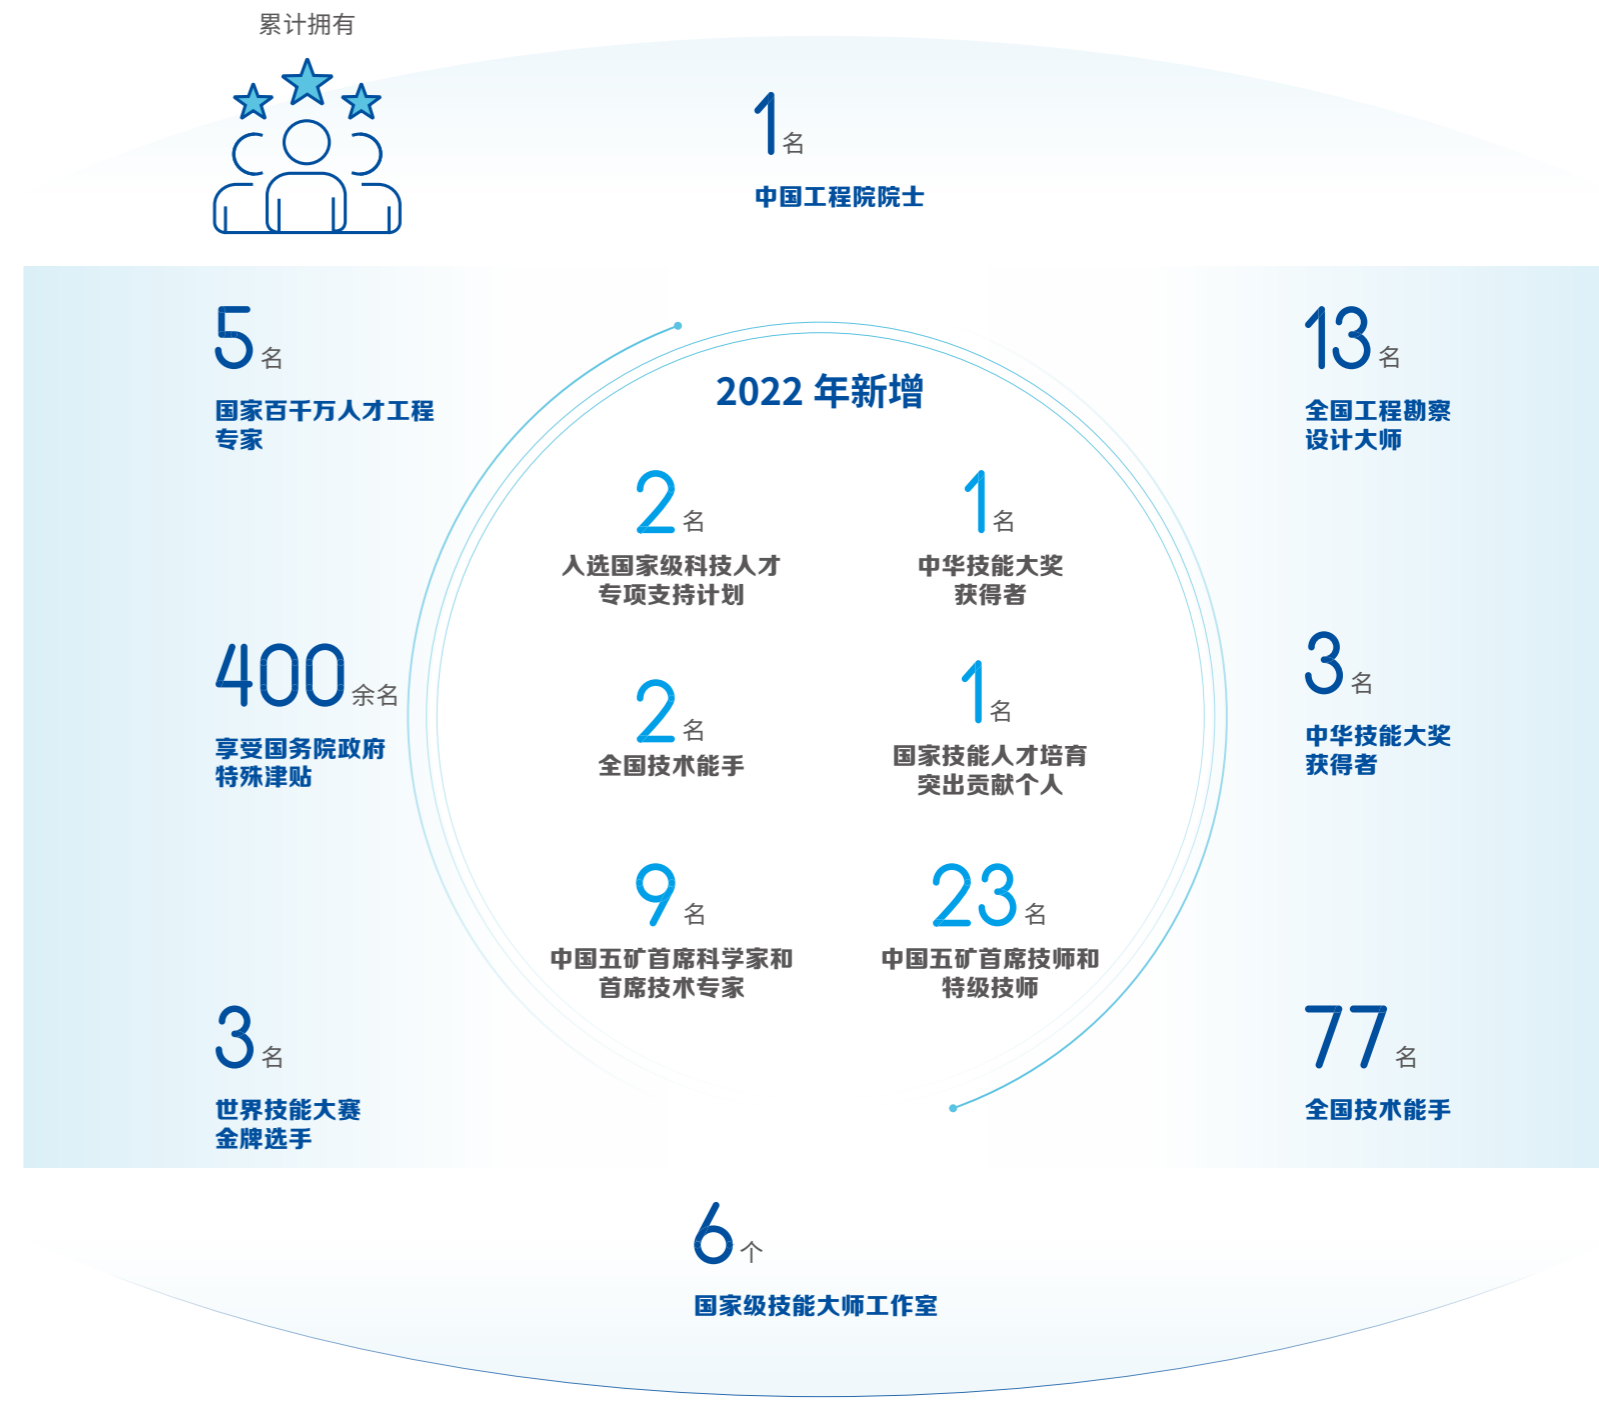 累计拥有
1名
中国工程院院士
5名
国家百千万人才工程
专家
13名
全国工程勘察
设计大师
400余名
享受国务院政府
特殊津贴
3名
中华技能大奖
获得者
3名
世界技能大赛
金牌选手
77名
全国技术能手
2022 年新增
2名
入选国家级科技人才
专项支持计划
1名
中华技能大奖
获得者
2名
全国技术能手
1名
国家技能人才培育
突出贡献个人
9名
中国五矿首席科学家和
首席技术专家
23名
中国五矿首席技师和
特级技师
6个
国家级技能大师工作室